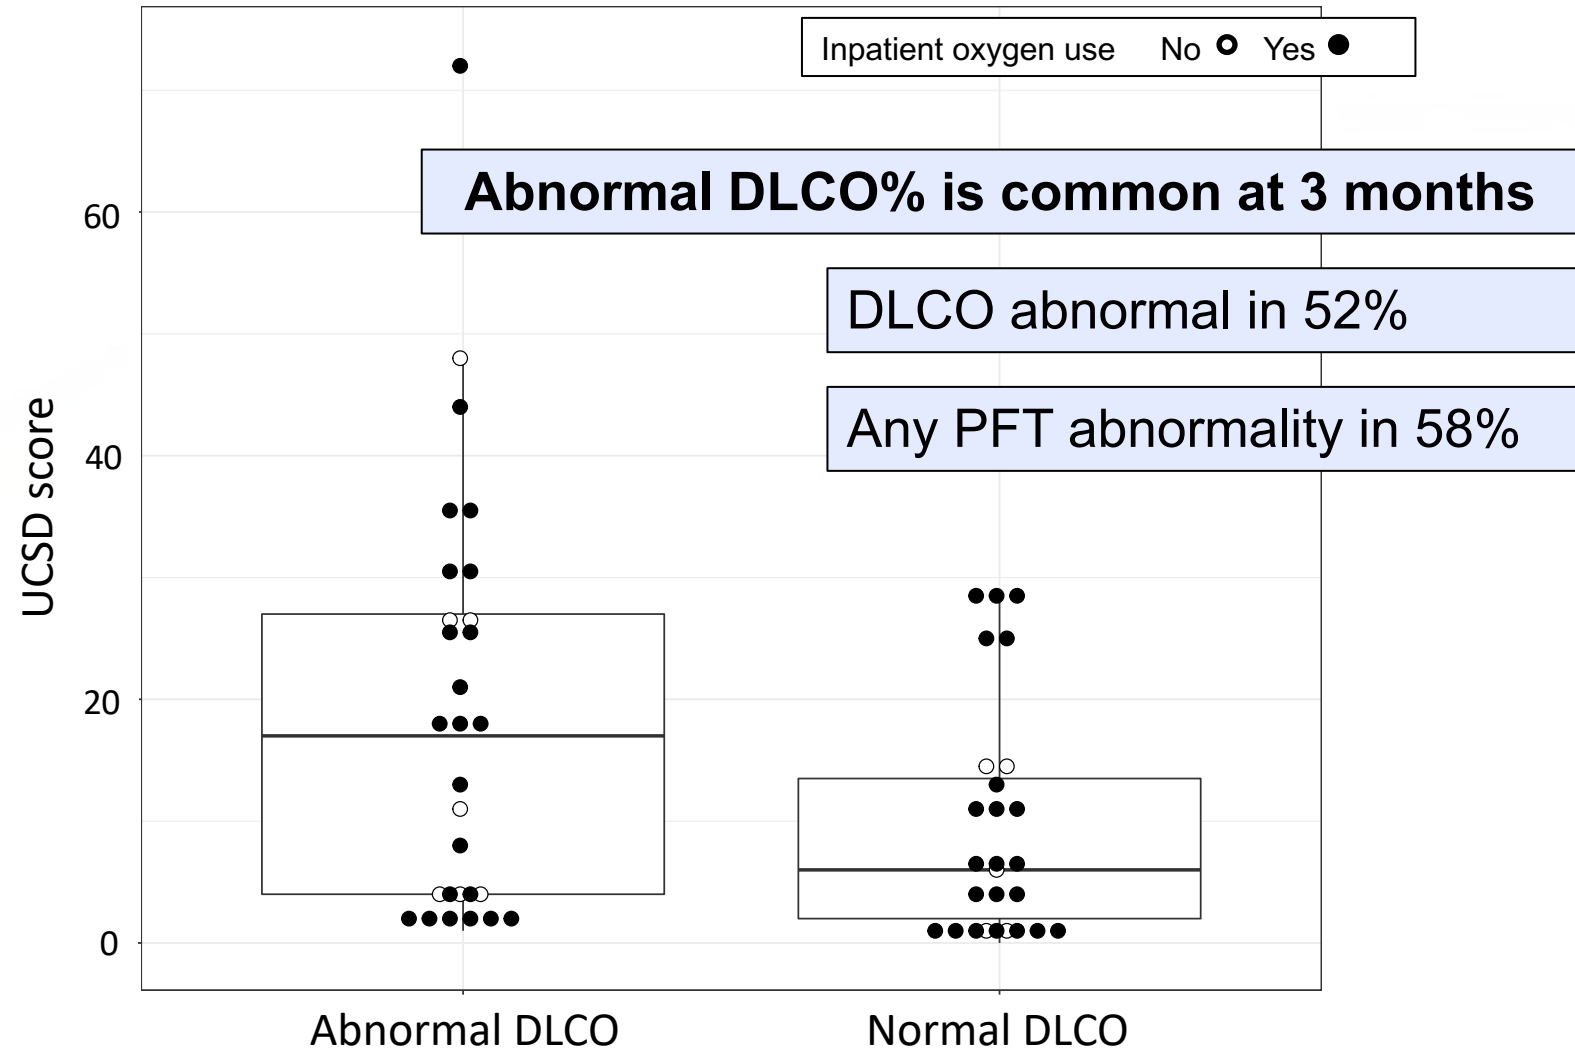 Inpatient oxygen use No Yes
Abnormal DLCO% is common at 3 months
DLCO abnormal in 52%
Any PFT abnormality in 58%
UCSD score
60
40
20
0
Abnormal DLCO Normal DLCO